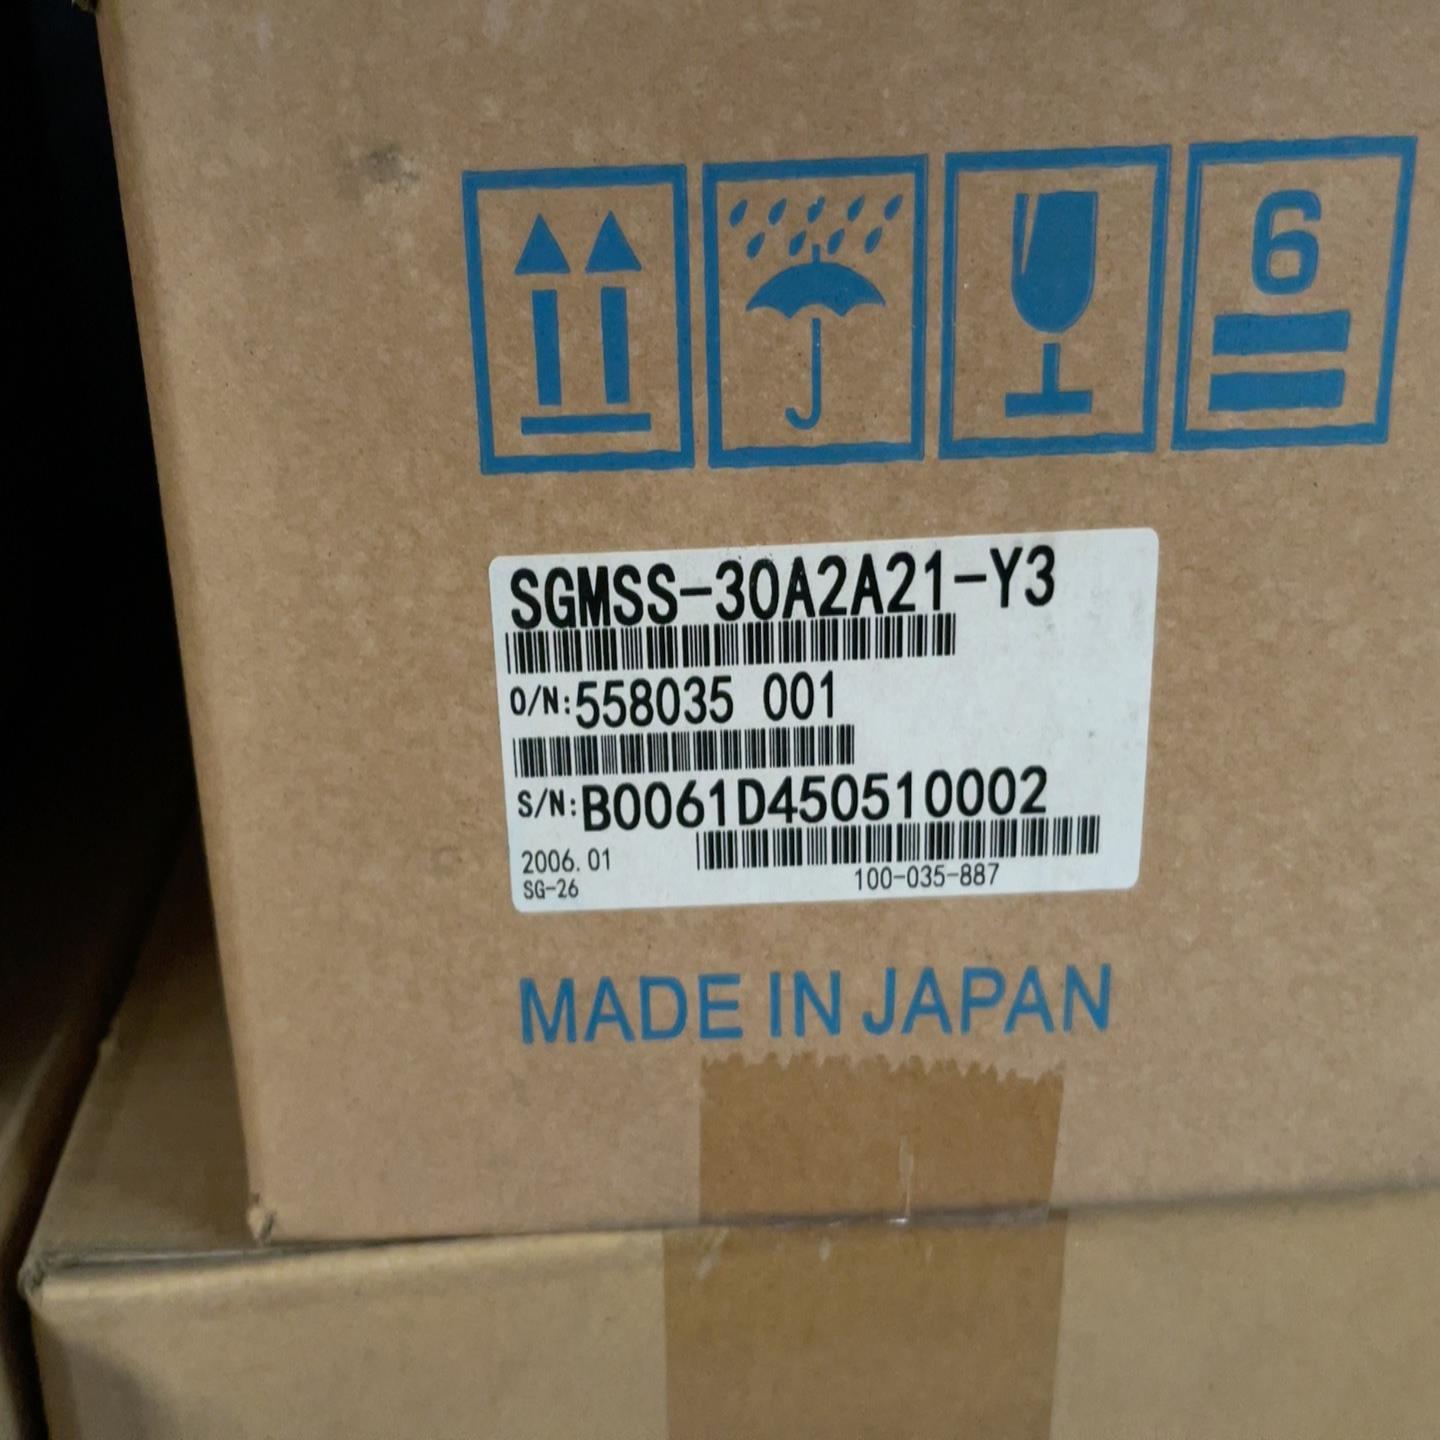 6
SGMSS-30A2A21-Y3
O/N:558035 001
S/N:B0061D450510002
2006.01
SG-26
100-035-887
MADE IN JAPAN